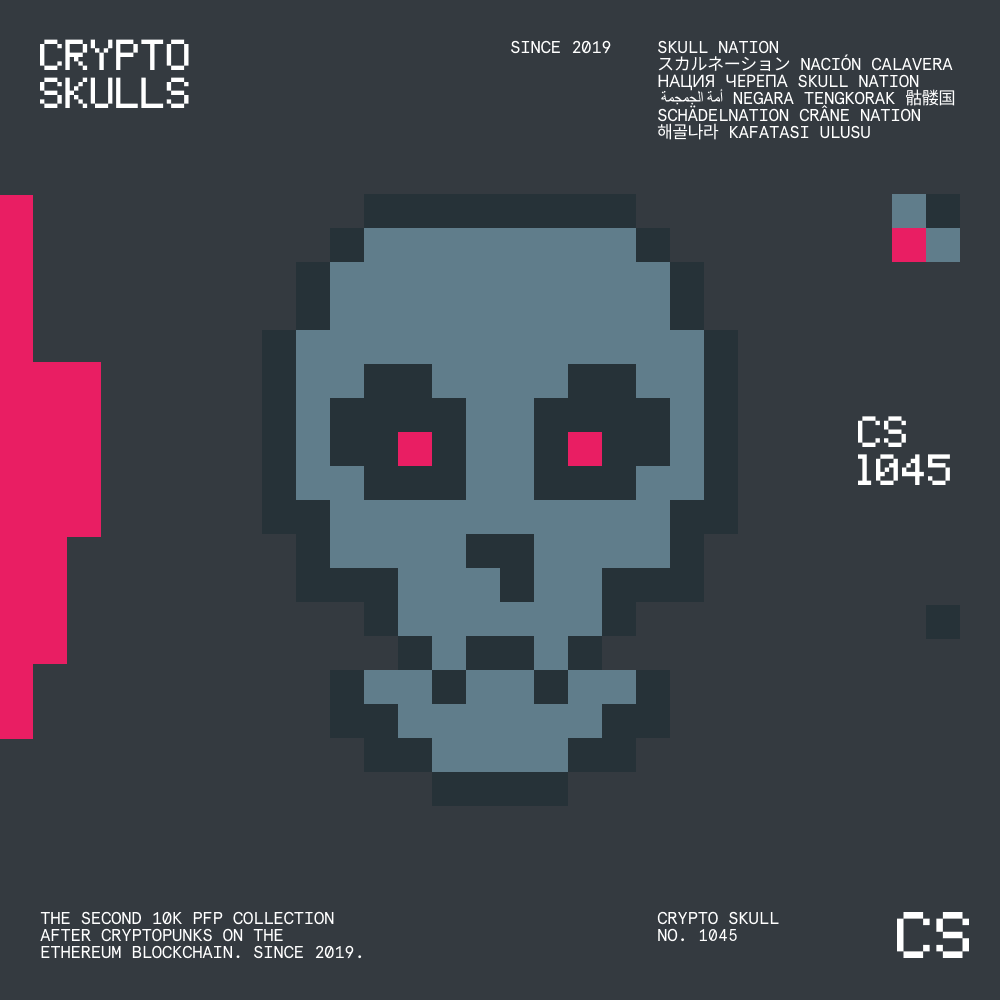 CRYPTO
SKULLS
SINCE 2019
SKULL NATION
スカルネーション NACIÓN CALAVERA
НАЦИЯ ЧЕРЕПА SKULL NATION
أمة الجمجمة NEGARA TENGKORAK 骷髅国
SCHÄDELNATION CRÂNE NATION
해골나라 KAFATASI ULUSU
CS
1045
THE SECOND 10K PFP COLLECTION
AFTER CRYPTOPUNKS ON THE
ETHEREUM BLOCKCHAIN. SINCE 2019.
CRYPTO SKULL
NO. 1045
CS